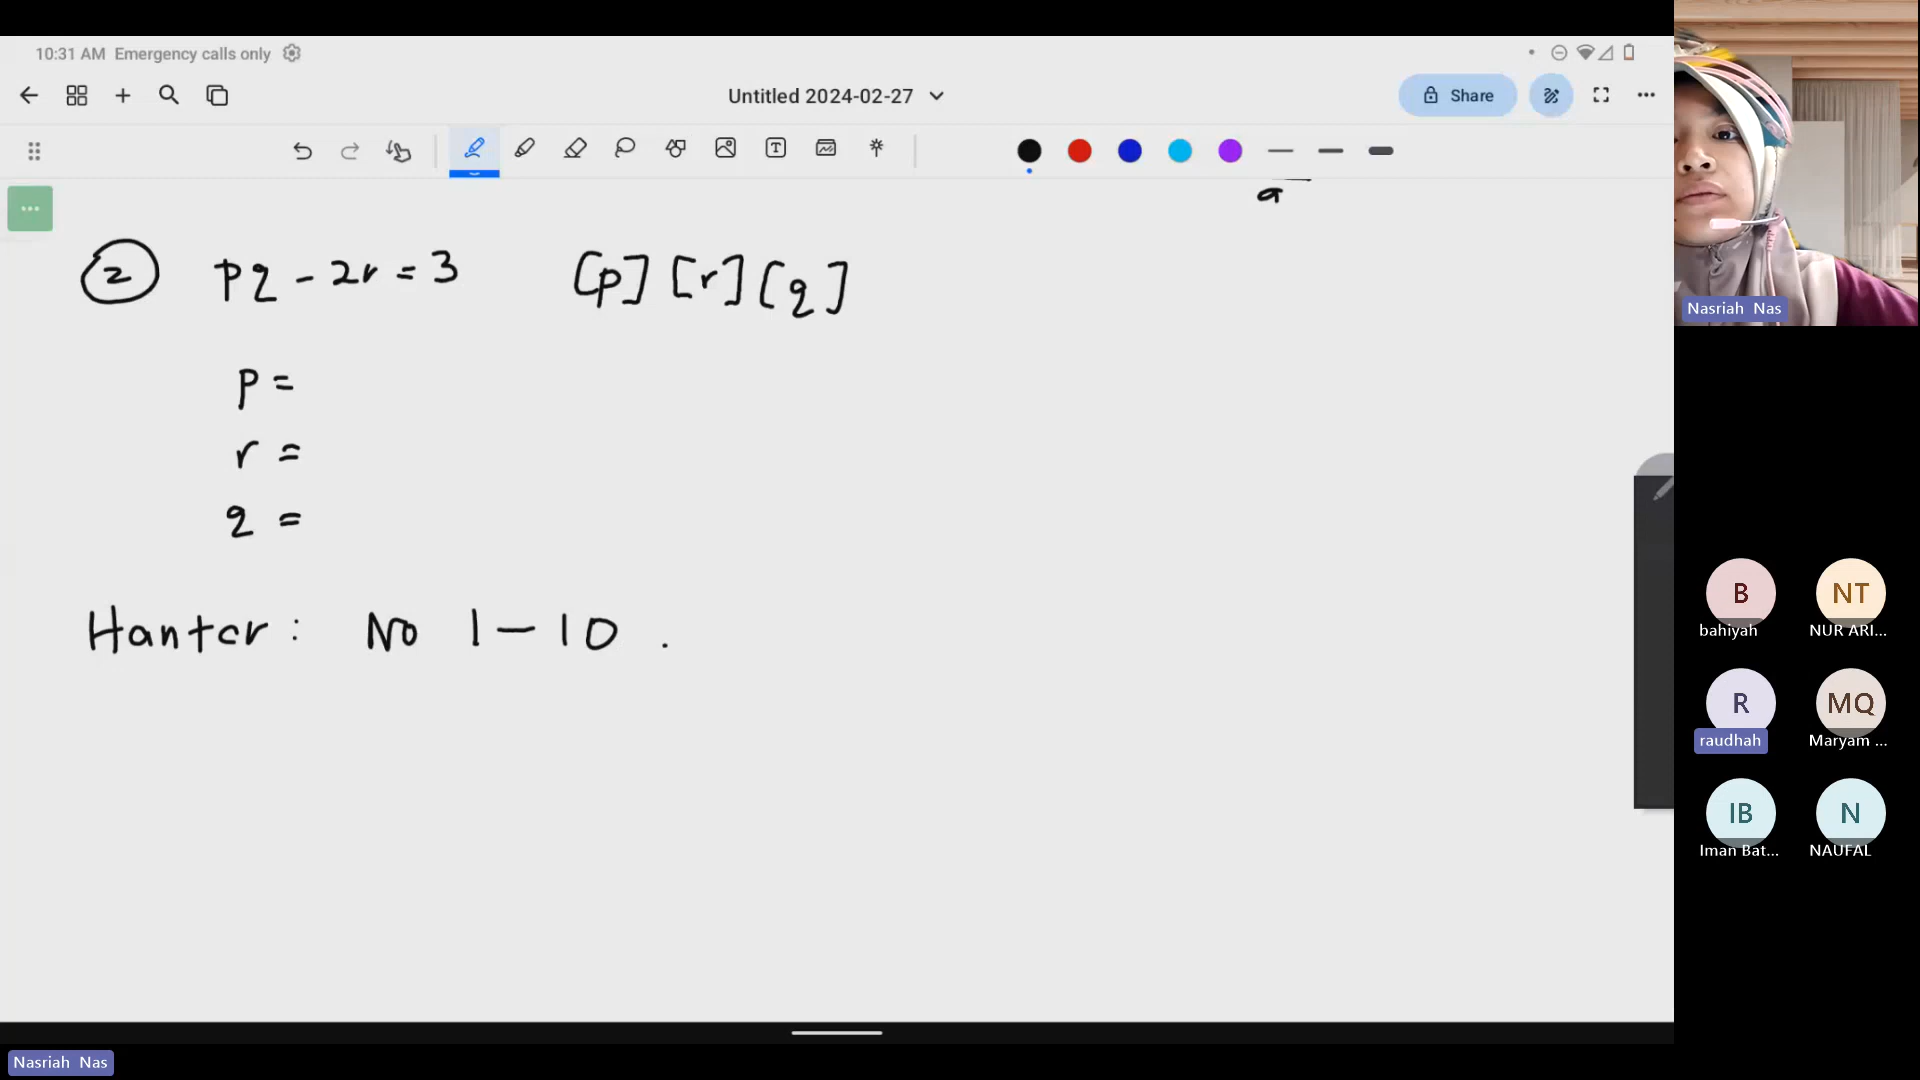 10:31 AM Emergency calls only
Untitled 2024-02-27
Share
a
2 pq - 2r = 3 [p] [r] [q]
p =
r =
q =
Hantar: No 1 - 10 .
Nasriah Nas
B
bahiyah
NT
NUR ARI...
R
raudhah
MQ
Maryam ...
IB
Iman Bat...
N
NAUFAL
Nasriah Nas